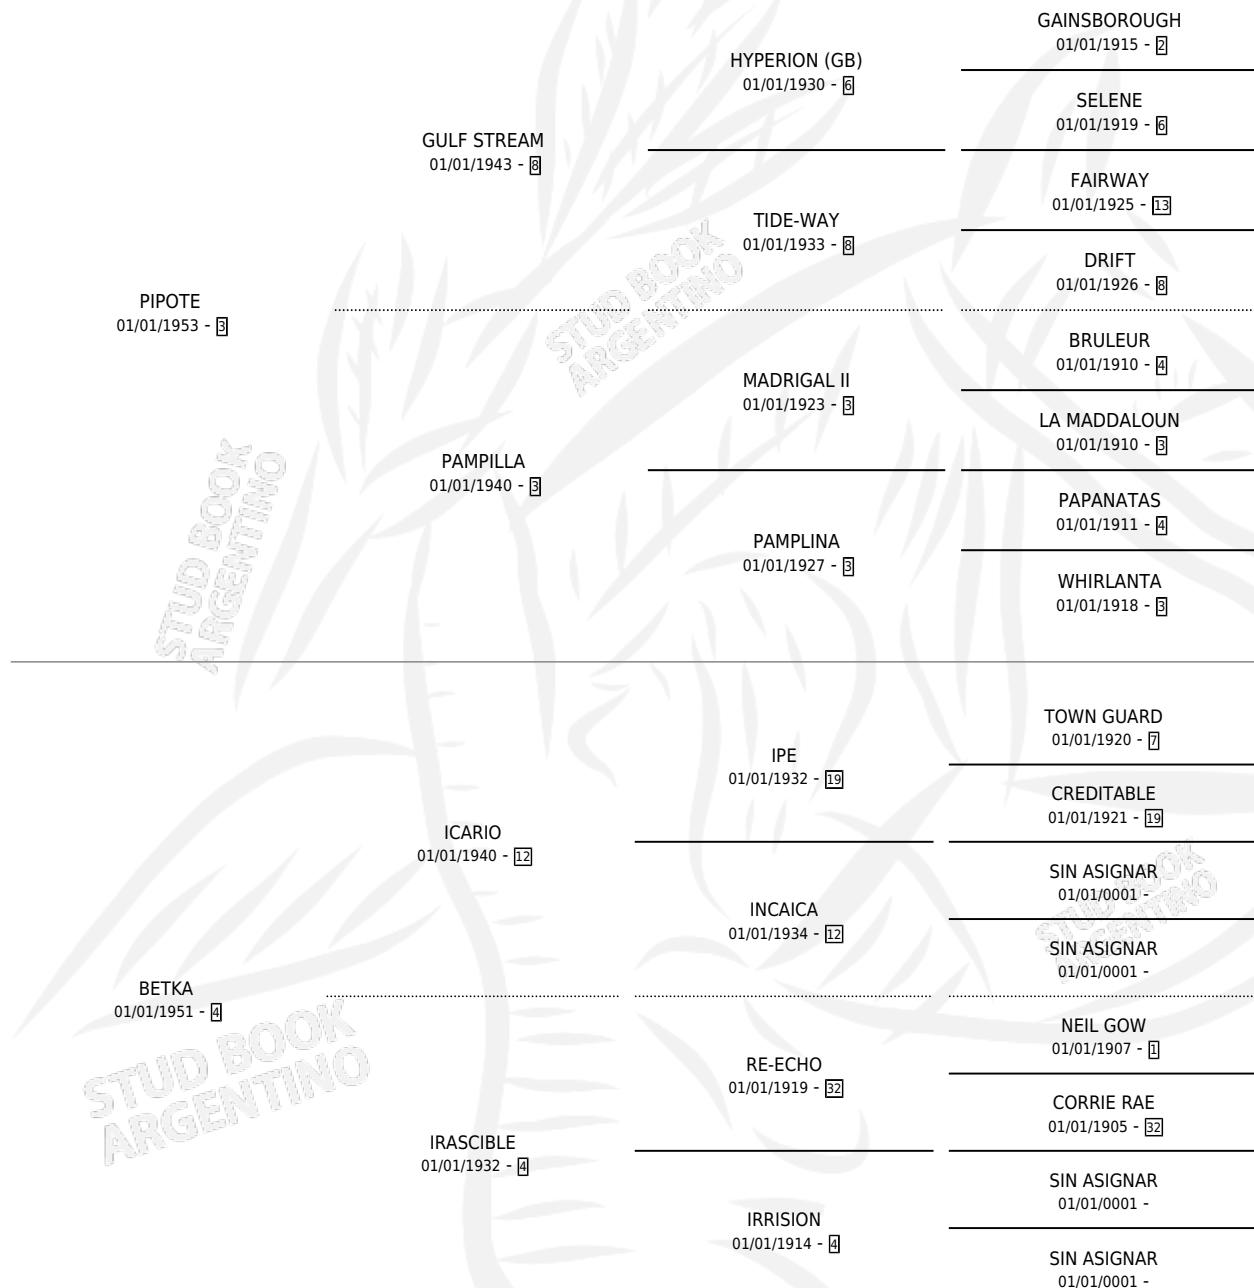 GAINSBOROUGH
01/01/1915 - 2
HYPERION (GB)
01/01/1930 - 6
SELENE
01/01/1919 - 6
GULF STREAM
01/01/1943 - 8
FAIRWAY
01/01/1925 - 13
TIDE-WAY
01/01/1933 - 8
DRIFT
01/01/1926 - 8
PIPOTE
01/01/1953 - 3
BRULEUR
01/01/1910 - 4
MADRIGAL II
01/01/1923 - 3
LA MADDALOUN
01/01/1910 - 3
PAMPILLA
01/01/1940 - 3
PAPANATAS
01/01/1911 - 4
PAMPLINA
01/01/1927 - 3
WHIRLANTA
01/01/1918 - 3
STUD BOOK
ARGENTINO
STUD BOOK
ARGENTINO
TOWN GUARD
01/01/1920 - 7
IPE
01/01/1932 - 19
CREDITABLE
01/01/1921 - 19
ICARIO
01/01/1940 - 12
SIN ASIGNAR
01/01/0001 -
INCAICA
01/01/1934 - 12
SIN ASIGNAR
01/01/0001 -
STUD BOOK
ARGENTINO
BETKA
01/01/1951 - 4
NEIL GOW
01/01/1907 - 1
RE-ECHO
01/01/1919 - 32
CORRIE RAE
01/01/1905 - 32
IRASCIBLE
01/01/1932 - 4
SIN ASIGNAR
01/01/0001 -
IRRISION
01/01/1914 - 4
SIN ASIGNAR
01/01/0001 -
STUD BOOK
ARGENTINO